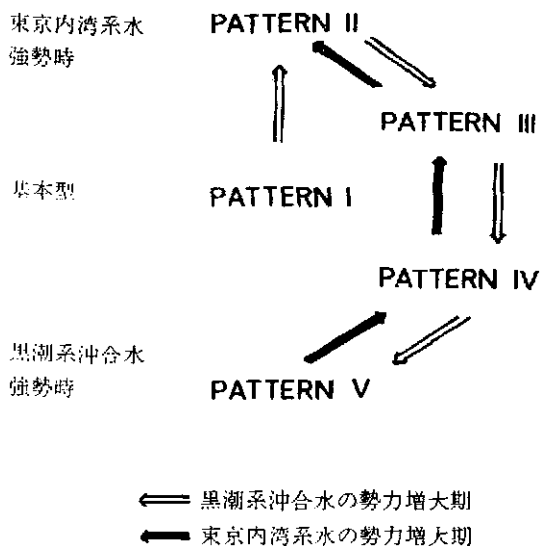 東京内湾系水
強勢時
PATTERN II
PATTERN III
基本型
PATTERN I
PATTERN IV
黒潮系沖合水
強勢時
PATTERN V
黒潮系沖合水の勢力増大期
東京内湾系水の勢力増大期